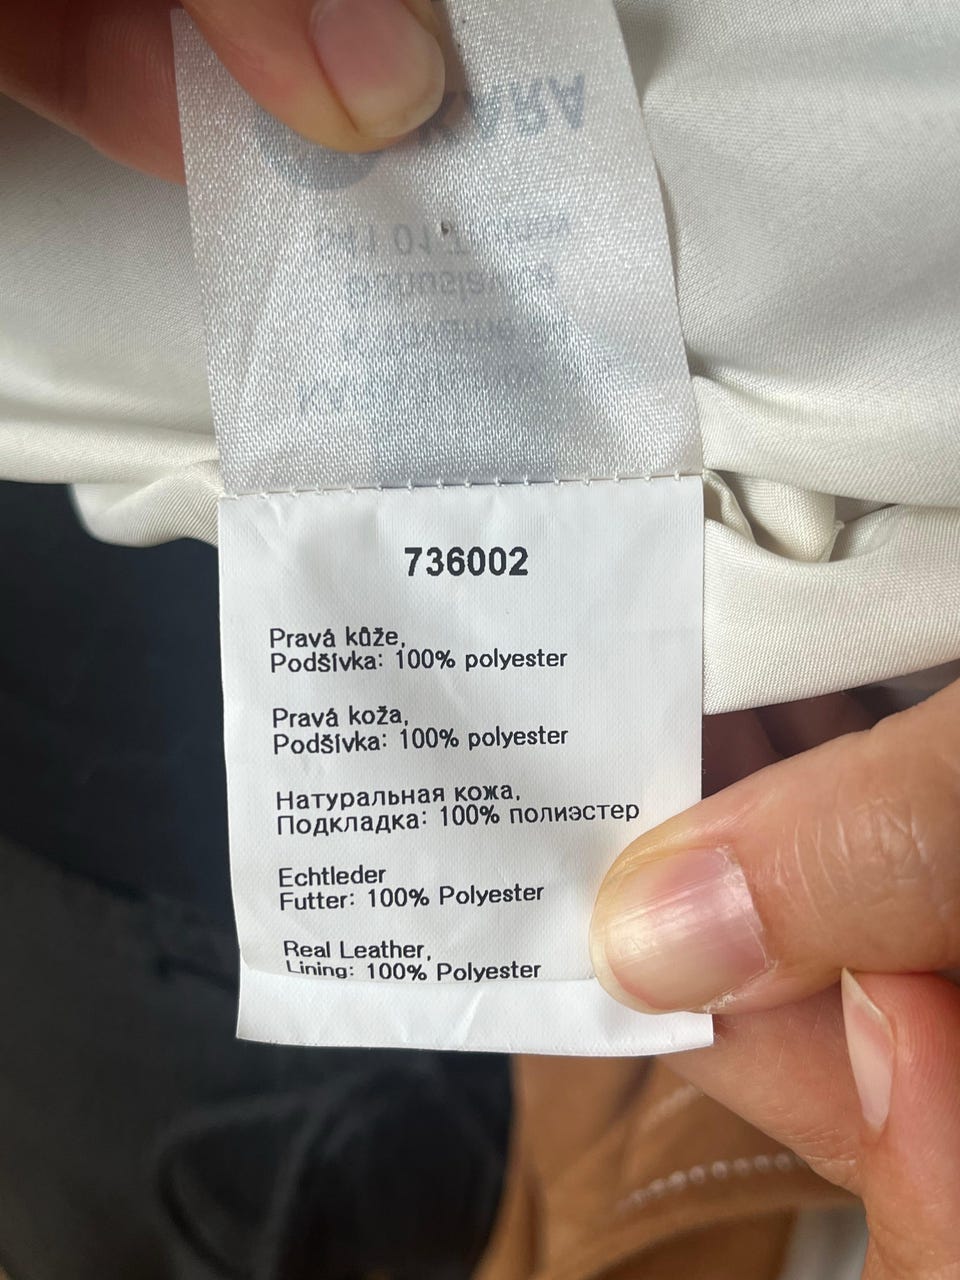 KARA
736002
Pravá kůže,
Podšívka: 100% polyester
Pravá koža,
Podšívka: 100% polyester
Натуральная кожа,
Подкладка: 100% полиэстер
Echtleder
Futter: 100% Polyester
Real Leather,
Lining: 100% Polyester